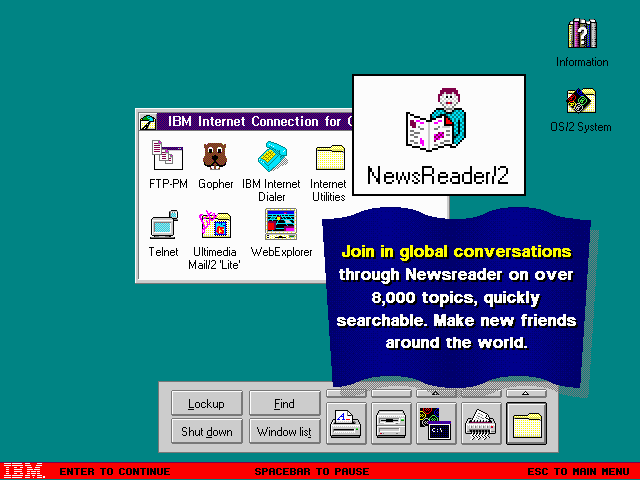 Information
OS/2 System
IBM Internet Connection for
FTP-PM
Gopher
IBM Internet
Dialer
Internet
Utilities
Telnet
Ultimedia
Mail/2 'Lite'
WebExplorer
NewsReader/2
Join in global conversations
through Newsreader on over
8,000 topics, quickly
searchable. Make new friends
around the world.
Lockup
Find
Shut down
Window list
C:\
IBM. ENTER TO CONTINUE SPACEBAR TO PAUSE ESC TO MAIN MENU